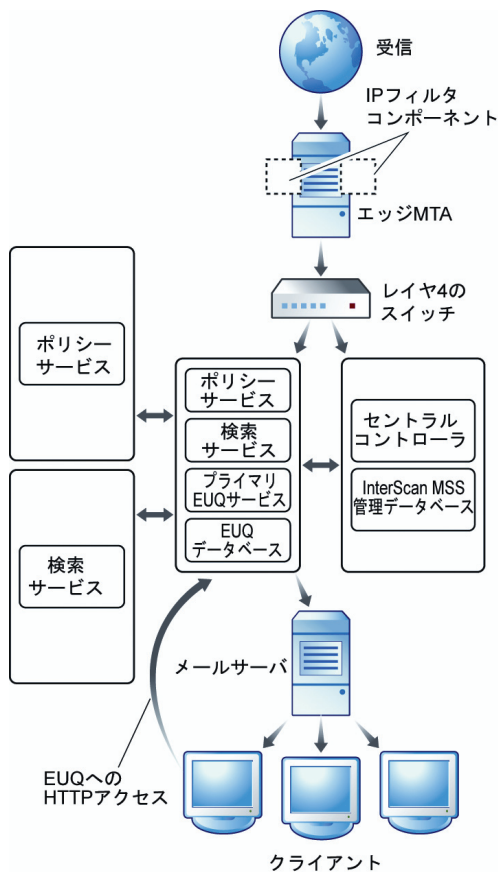 受信
IPフィルタ
コンポーネント
エッジMTA
レイヤ4の
スイッチ
ポリシー
サービス
ポリシー
サービス
検索
サービス
プライマリ
EUQサービス
EUQ
データベース
セントラル
コントローラ
InterScan MSS
管理データベース
検索
サービス
メールサーバ
EUQへの
HTTPアクセス
クライアント